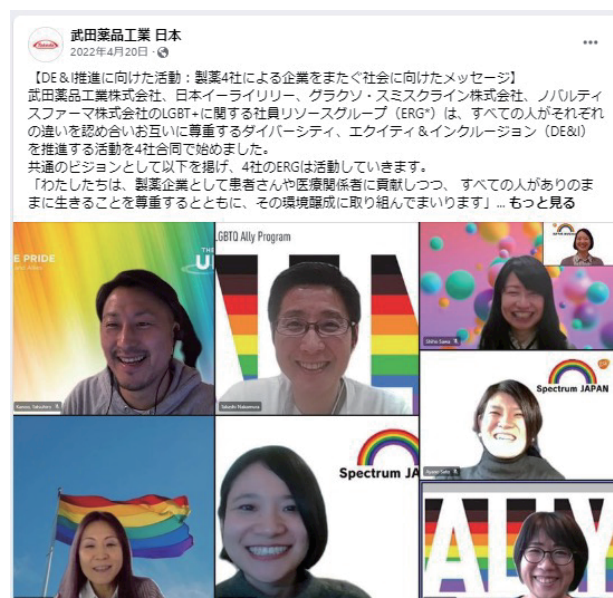 武田薬品工業 日本
2022年4月20日
【DE&I推進に向けた活動:製薬4社による企業をまたぐ社会に向けたメッセージ】
武田薬品工業株式会社、日本イーライリリー、グラクソ・スミスクライン株式会社、ノバルティ
スファーマ株式会社のLGBT+に関する社員リソースグループ(ERG*)は、すべての人がそれぞれ
の違いを認め合いお互いに尊重するダイバーシティ、エクイティ&インクルージョン(DE&I)
を推進する活動を4社合同で始めました。
共通のビジョンとして以下を掲げ、4社のERGは活動していきます。
「わたしたちは、製薬企業として患者さんや医療関係者に貢献しつつ、 すべての人がありのま
まに生きることを尊重するとともに、その環境醸成に取り組んでまいります」... もっと見る
E PRIDE
LGBTQ Ally Program
Spectrum JAPAN
Spectrum JA
ALLY